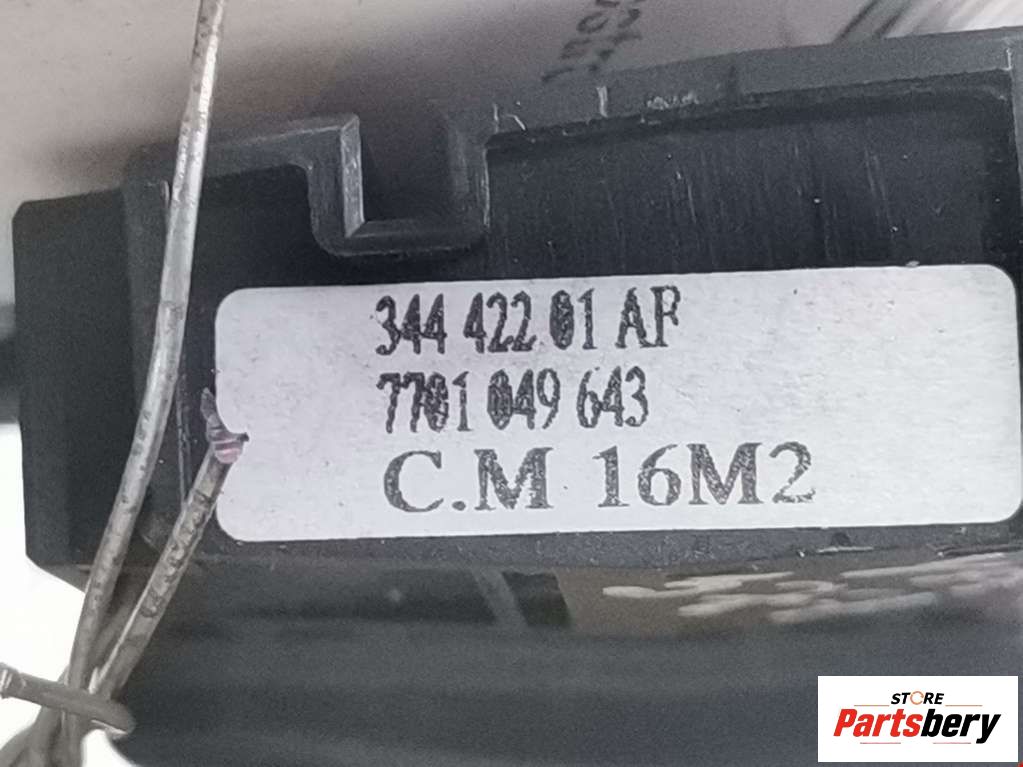 344 422 01 AF
7701 049 643
C.M 16M2
STORE
Partsbery